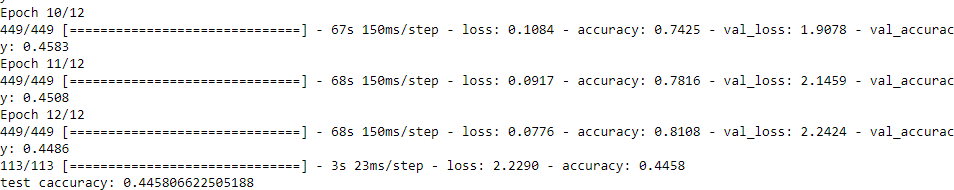 Epoch 10/12
449/449 [==============================] - 67s 150ms/step - loss: 0.1084 - accuracy: 0.7425 - val_loss: 1.9078 - val_accurac
y: 0.4583
Epoch 11/12
449/449 [==============================] - 68s 150ms/step - loss: 0.0917 - accuracy: 0.7816 - val_loss: 2.1459 - val_accurac
y: 0.4508
Epoch 12/12
449/449 [==============================] - 68s 150ms/step - loss: 0.0776 - accuracy: 0.8108 - val_loss: 2.2424 - val_accurac
y: 0.4486
113/113 [==============================] - 3s 23ms/step - loss: 2.2290 - accuracy: 0.4458
test caccuracy: 0.445806622505188